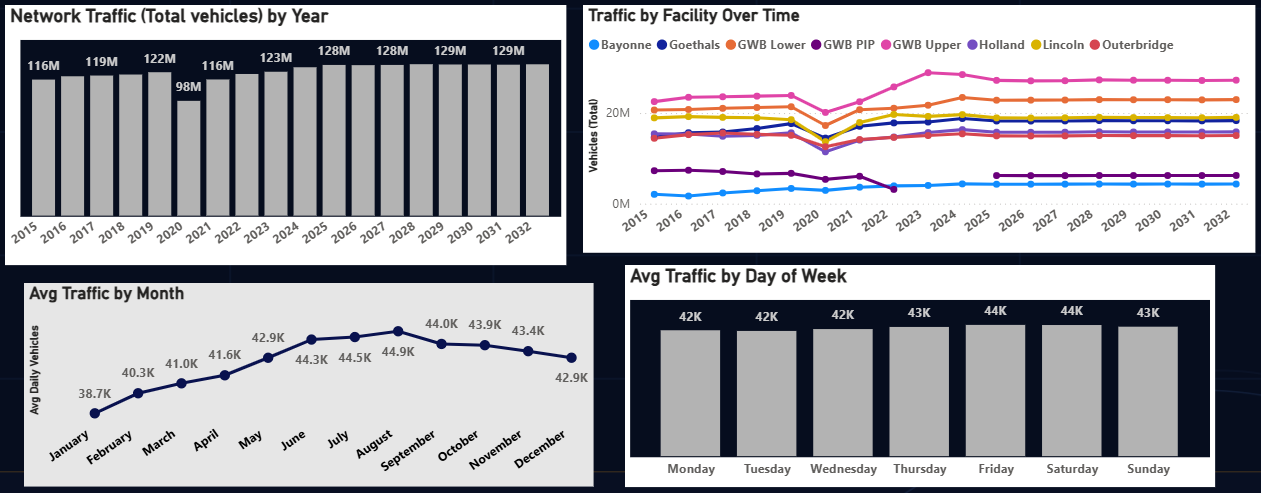 Network Traffic (Total vehicles) by Year
116M 119M 122M 98M 116M 123M 128M 128M 129M 129M
2015 2016 2017 2018 2019 2020 2021 2022 2023 2024 2025 2026 2027 2028 2029 2030 2031 2032
Traffic by Facility Over Time
Bayonne Goethals GWB Lower GWB PIP GWB Upper Holland Lincoln Outerbridge
Vehicles (Total)
20M
0M
2015 2016 2017 2018 2019 2020 2021 2022 2023 2024 2025 2026 2027 2028 2029 2030 2031 2032
Avg Traffic by Month
Avg Daily Vehicles
38.7K 40.3K 41.0K 41.6K 42.9K 44.3K 44.5K 44.9K 44.0K 43.9K 43.4K 42.9K
January February March April May June July August September October November December
Avg Traffic by Day of Week
42K 42K 42K 43K 44K 44K 43K
Monday Tuesday Wednesday Thursday Friday Saturday Sunday